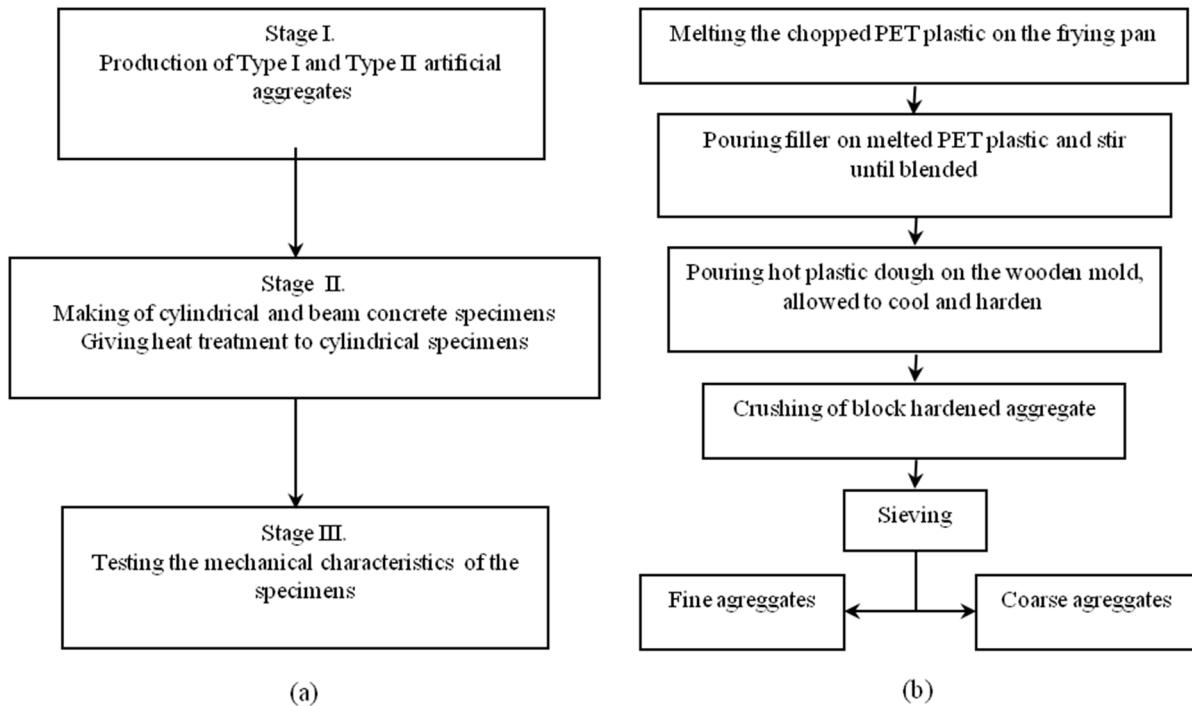 Stage I.
Production of Type I and Type II artificial
aggregates
Stage II.
Making of cylindrical and beam concrete specimens
Giving heat treatment to cylindrical specimens
Stage III.
Testing the mechanical characteristics of the
specimens
(a)
Melting the chopped PET plastic on the frying pan
Pouring filler on melted PET plastic and stir
until blended
Pouring hot plastic dough on the wooden mold,
allowed to cool and harden
Crushing of block hardened aggregate
Sieving
Fine agreggates
Coarse agreggates
(b)